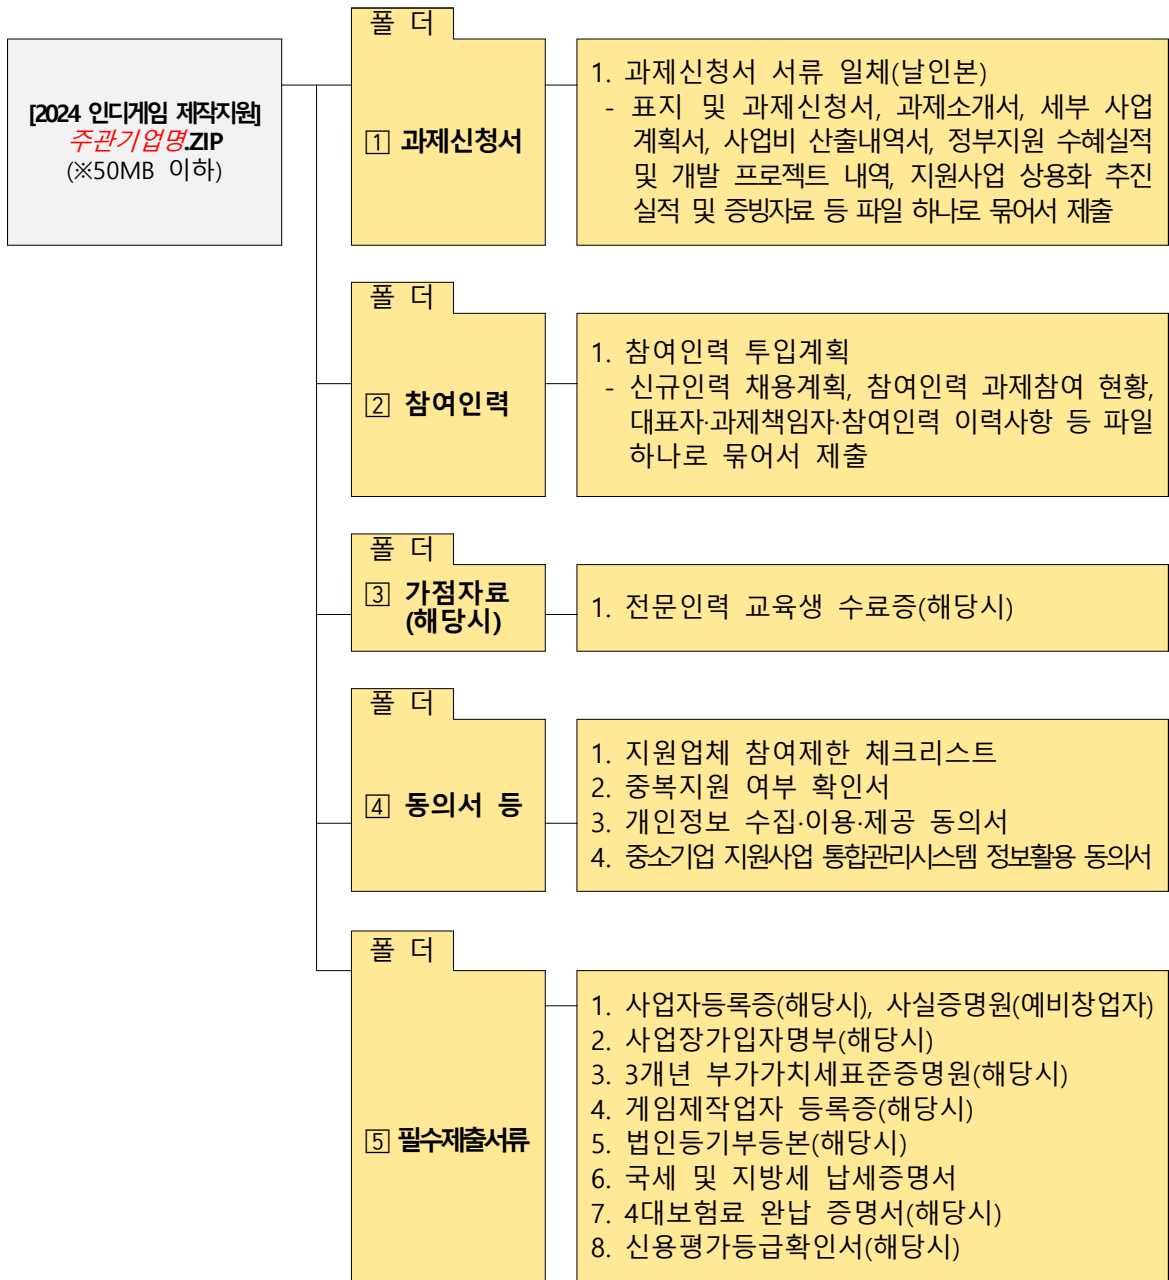 [2024 인디게임 제작지원]
주관기업명.ZIP
(※50MB 이하)
폴 더
1 과제신청서
1. 과제신청서 서류 일체(날인본)
- 표지 및 과제신청서, 과제소개서, 세부 사업
계획서, 사업비 산출내역서, 정부지원 수혜실적
및 개발 프로젝트 내역, 지원사업 상용화 추진
실적 및 증빙자료 등 파일 하나로 묶어서 제출
폴 더
2 참여인력
1. 참여인력 투입계획
- 신규인력 채용계획, 참여인력 과제참여 현황,
대표자·과제책임자·참여인력 이력사항 등 파일
하나로 묶어서 제출
폴 더
3 가점자료
(해당시)
1. 전문인력 교육생 수료증(해당시)
폴 더
4 동의서 등
1. 지원업체 참여제한 체크리스트
2. 중복지원 여부 확인서
3. 개인정보 수집·이용·제공 동의서
4. 중소기업 지원사업 통합관리시스템 정보활용 동의서
폴 더
5 필수제출서류
1. 사업자등록증(해당시), 사실증명원(예비창업자)
2. 사업장가입자명부(해당시)
3. 3개년 부가가치세표준증명원(해당시)
4. 게임제작업자 등록증(해당시)
5. 법인등기부등본(해당시)
6. 국세 및 지방세 납세증명서
7. 4대보험료 완납 증명서(해당시)
8. 신용평가등급확인서(해당시)